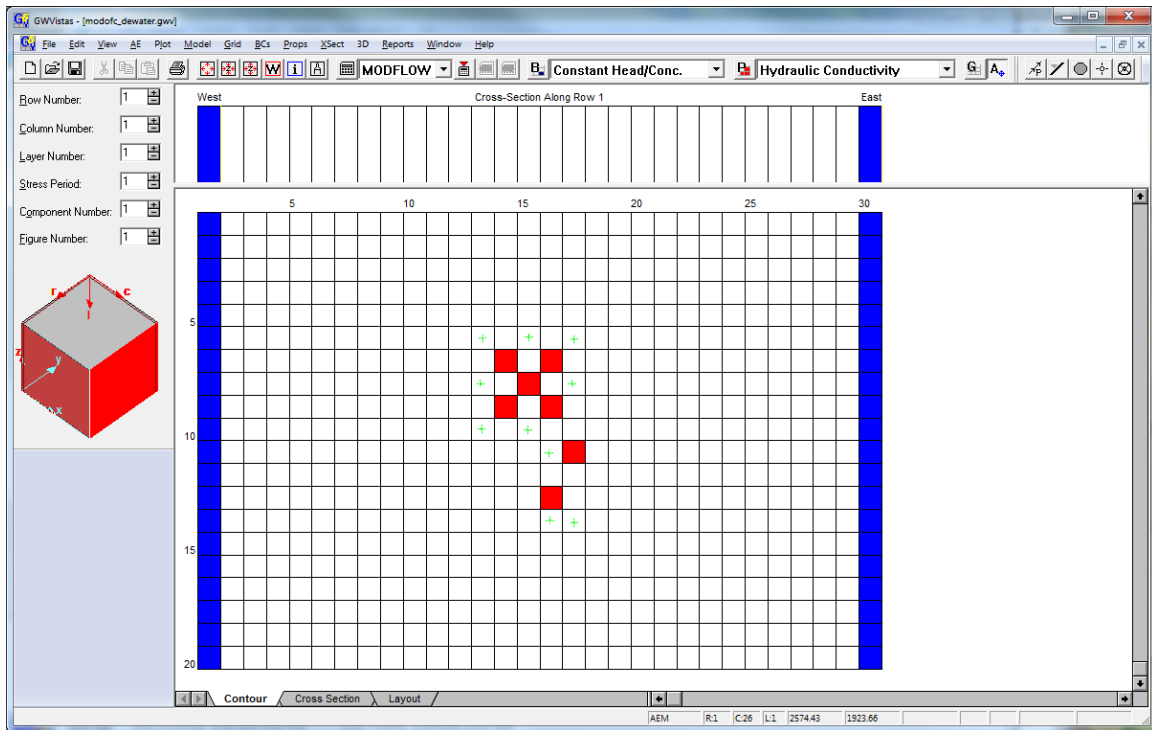 GWVistas - [modofc_dewater.gwv]
File Edit View AE Plot Model Grid BCs Props XSect 3D Reports Window Help
MODFLOW Constant Head/Conc. Hydraulic Conductivity
Row Number: 1
Column Number: 1
Layer Number: 1
Stress Period: 1
Component Number: 1
Figure Number: 1
r c
l
z y
x
West Cross-Section Along Row 1 East
5 10 15 20 25 30
5
10
15
20
Contour Cross Section Layout
AEM R:1 C:26 L:1 2574.43 1923.66